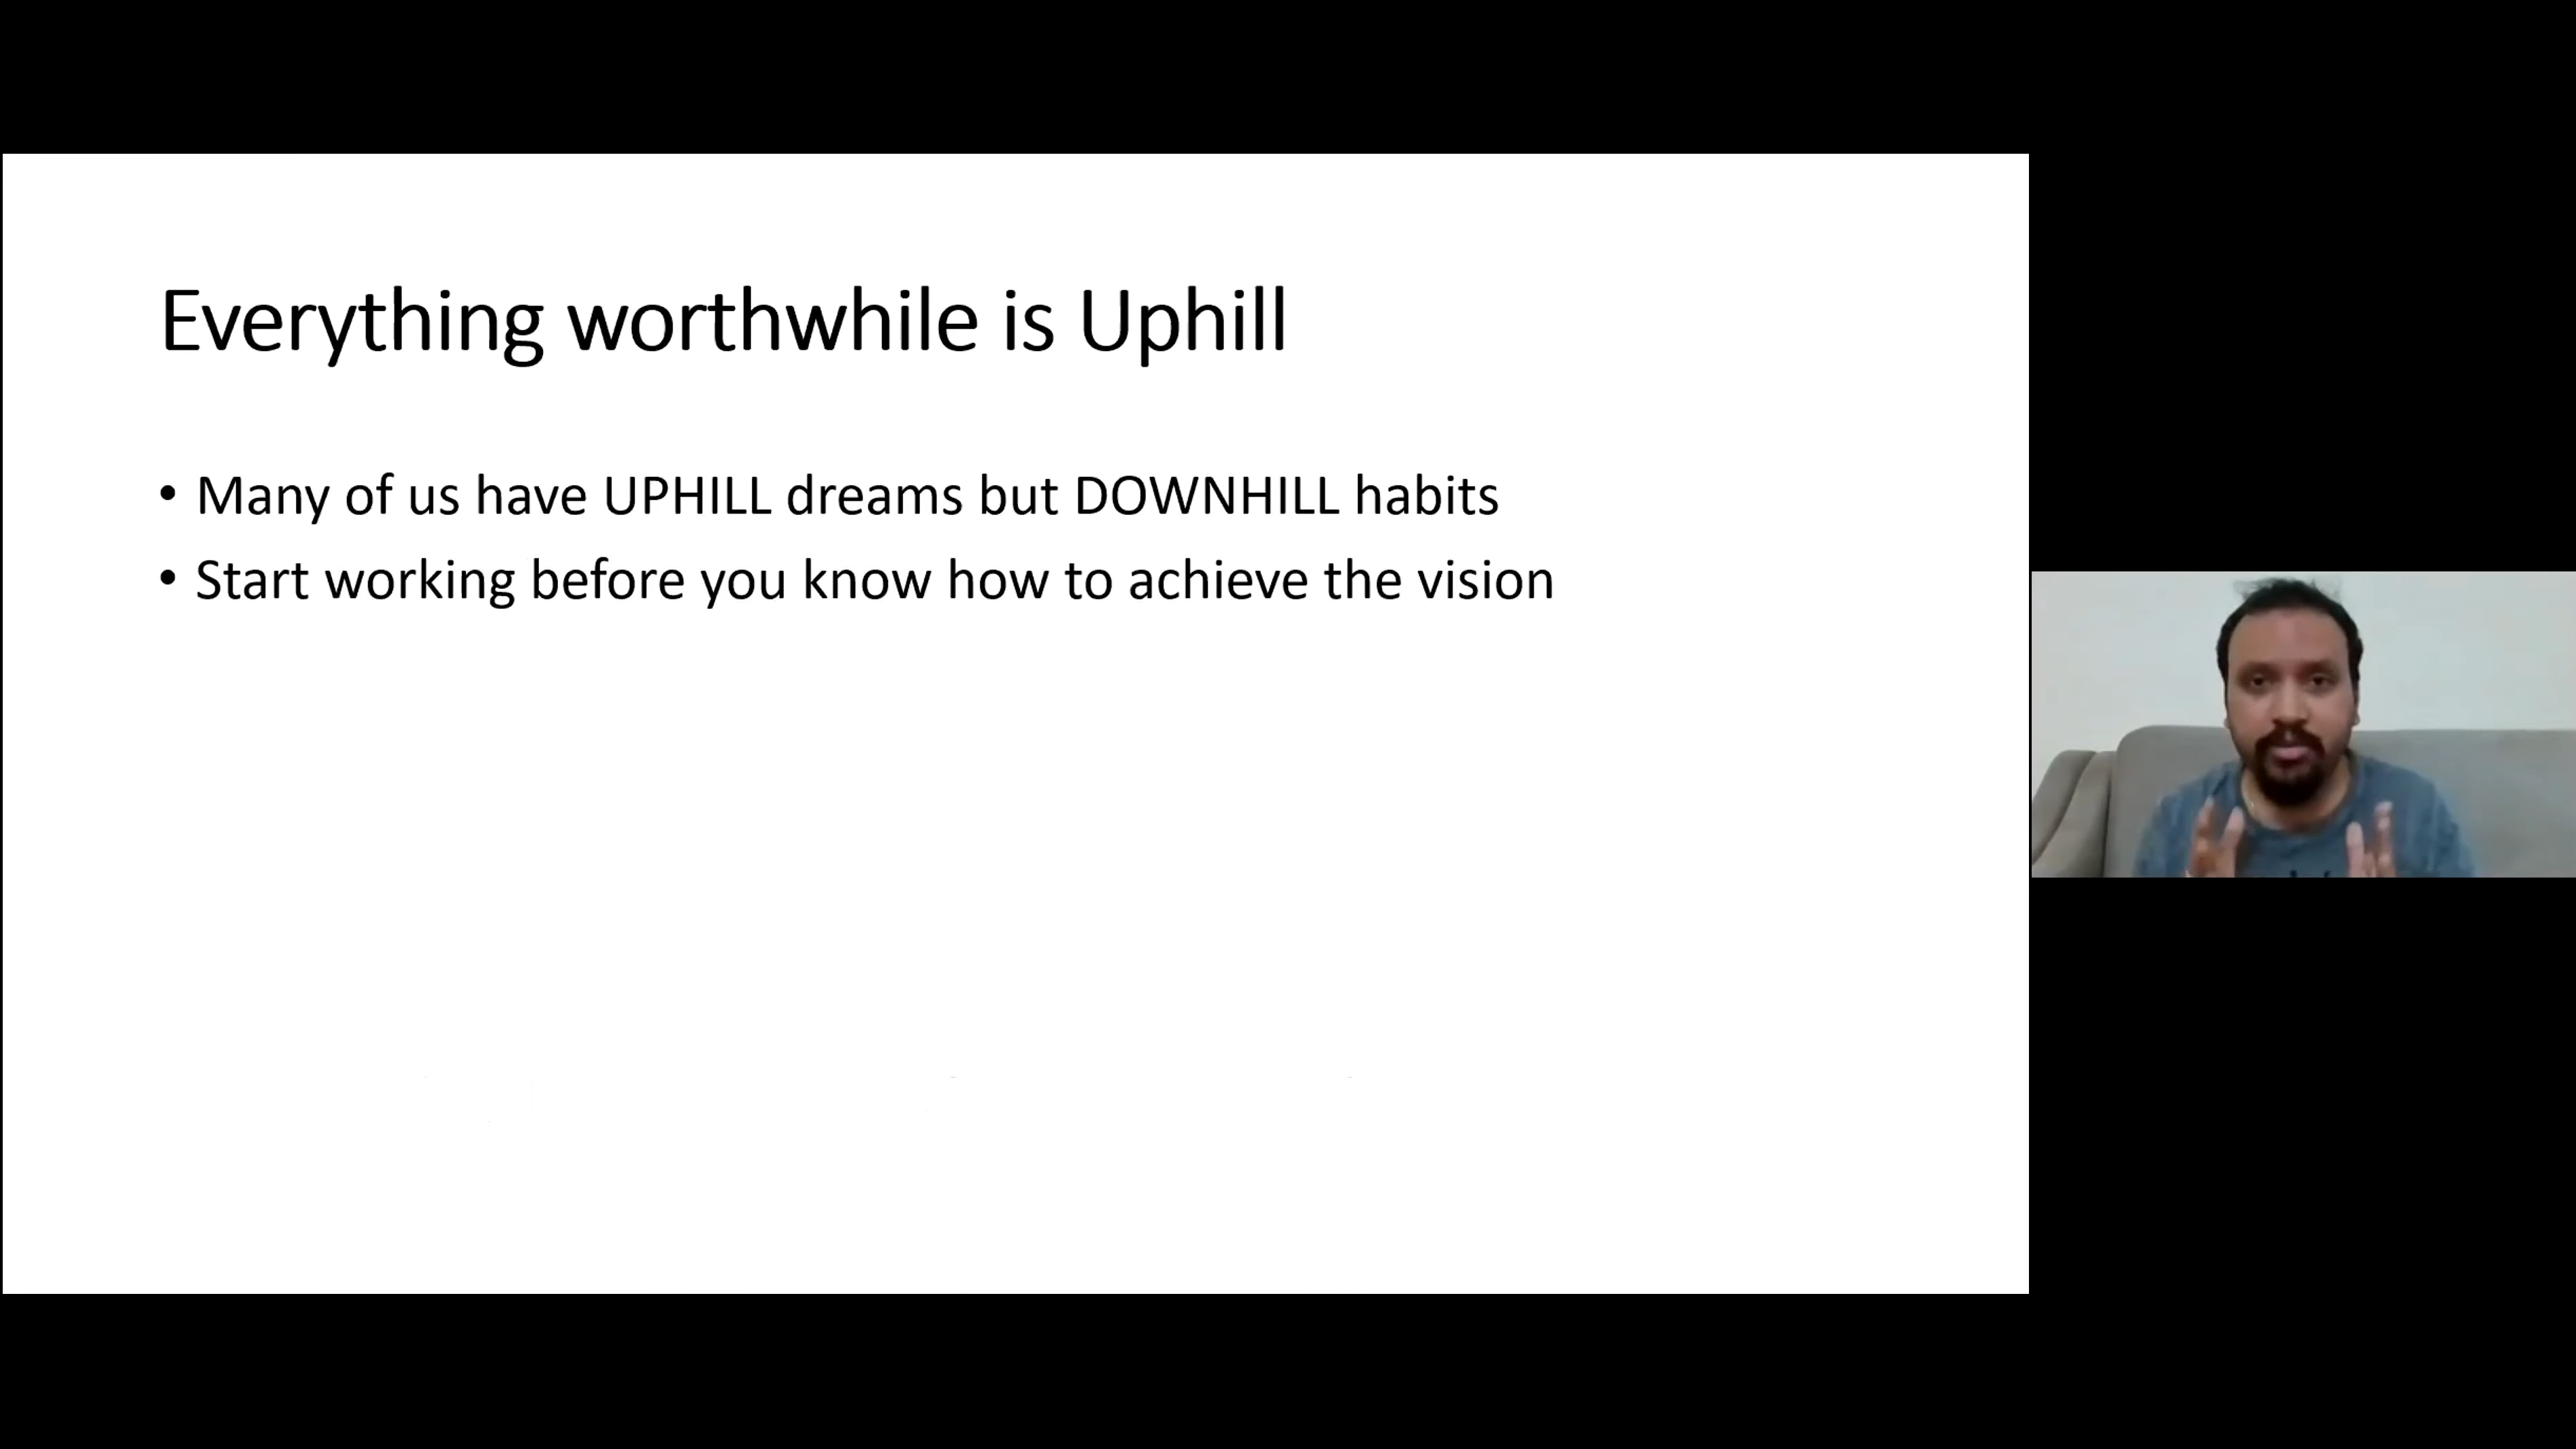 Everything worthwhile is Uphill
• Many of us have UPHILL dreams but DOWNHILL habits
• Start working before you know how to achieve the vision